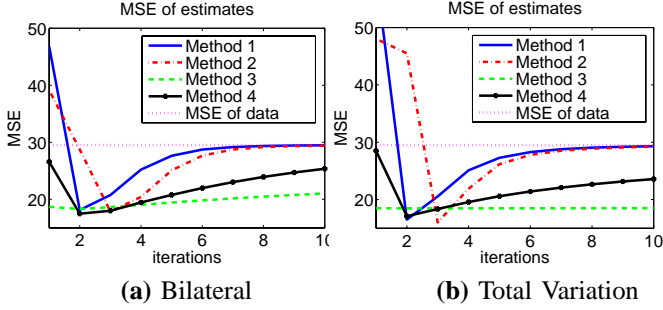 MSE of estimates
50
40
30
20
MSE
Method 1
Method 2
Method 3
Method 4
MSE of data
2
4
6
8
10
iterations
(a) Bilateral
MSE of estimates
50
40
30
20
MSE
Method 1
Method 2
Method 3
Method 4
MSE of data
2
4
6
8
10
iterations
(b) Total Variation